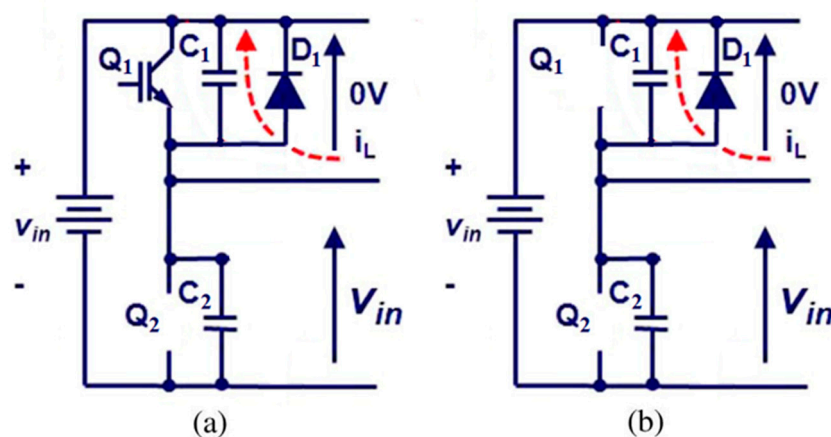 Q1
C1
D1
0V
iL
+
vin
-
C2
Q2
Vin
(a)
Q1
C1
D1
0V
iL
+
vin
-
C2
Q2
Vin
(b)